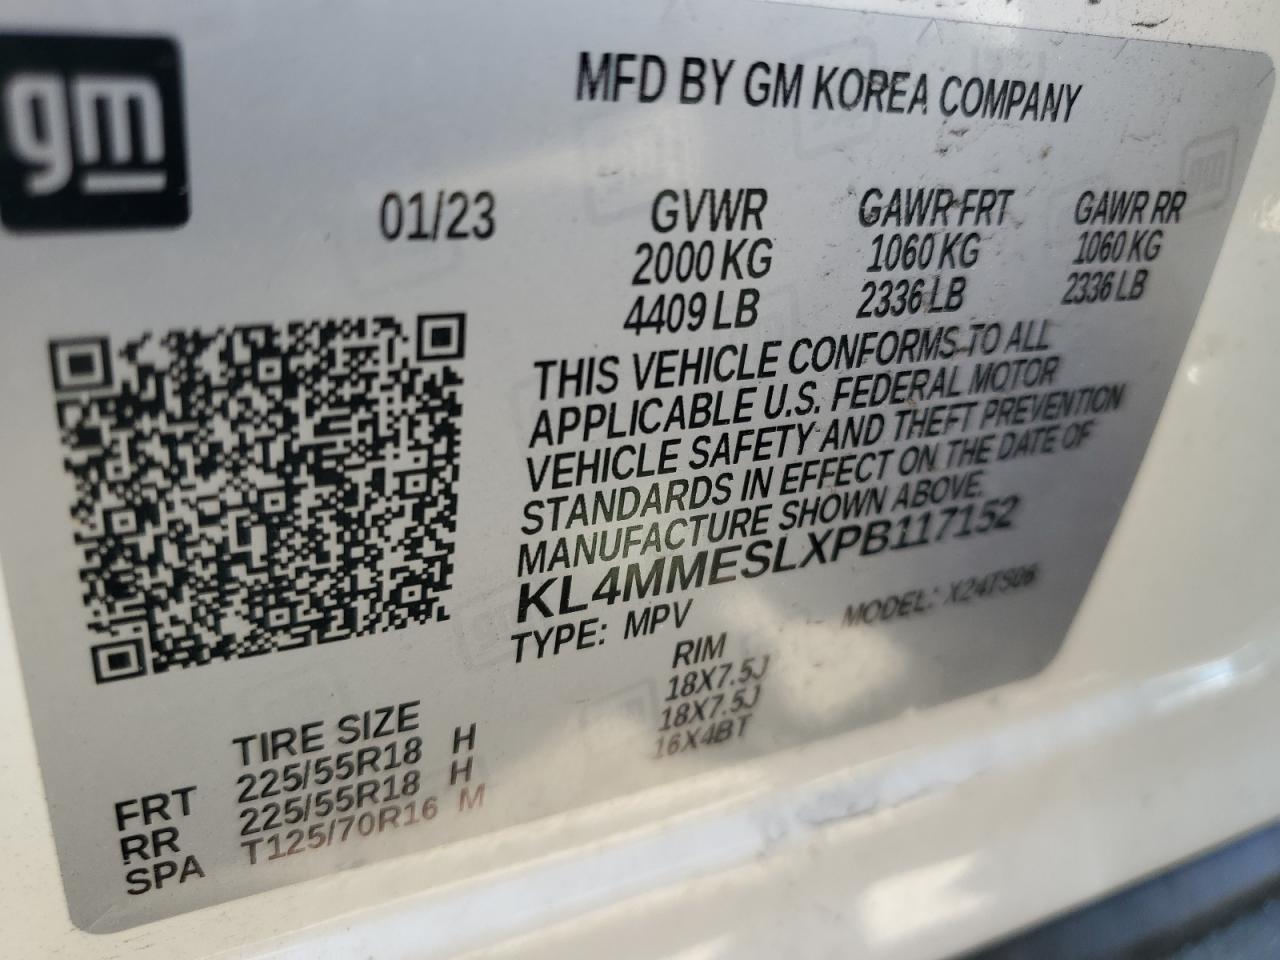 gm
MFD BY GM KOREA COMPANY
01/23 GVWR GAWR FRT GAWR RR
2000 KG 1060 KG 1060 KG
4409 LB 2336 LB 2336 LB
THIS VEHICLE CONFORMS TO ALL
APPLICABLE U.S. FEDERAL MOTOR
VEHICLE SAFETY AND THEFT PREVENTION
STANDARDS IN EFFECT ON THE DATE OF
MANUFACTURE SHOWN ABOVE.
KL4MMESLXPB117152
TYPE: MPV MODEL: X24TS06
TIRE SIZE RIM
FRT 225/55R18 H 18X7.5J
RR 225/55R18 H 18X7.5J
SPA T125/70R16 M 16X4BT